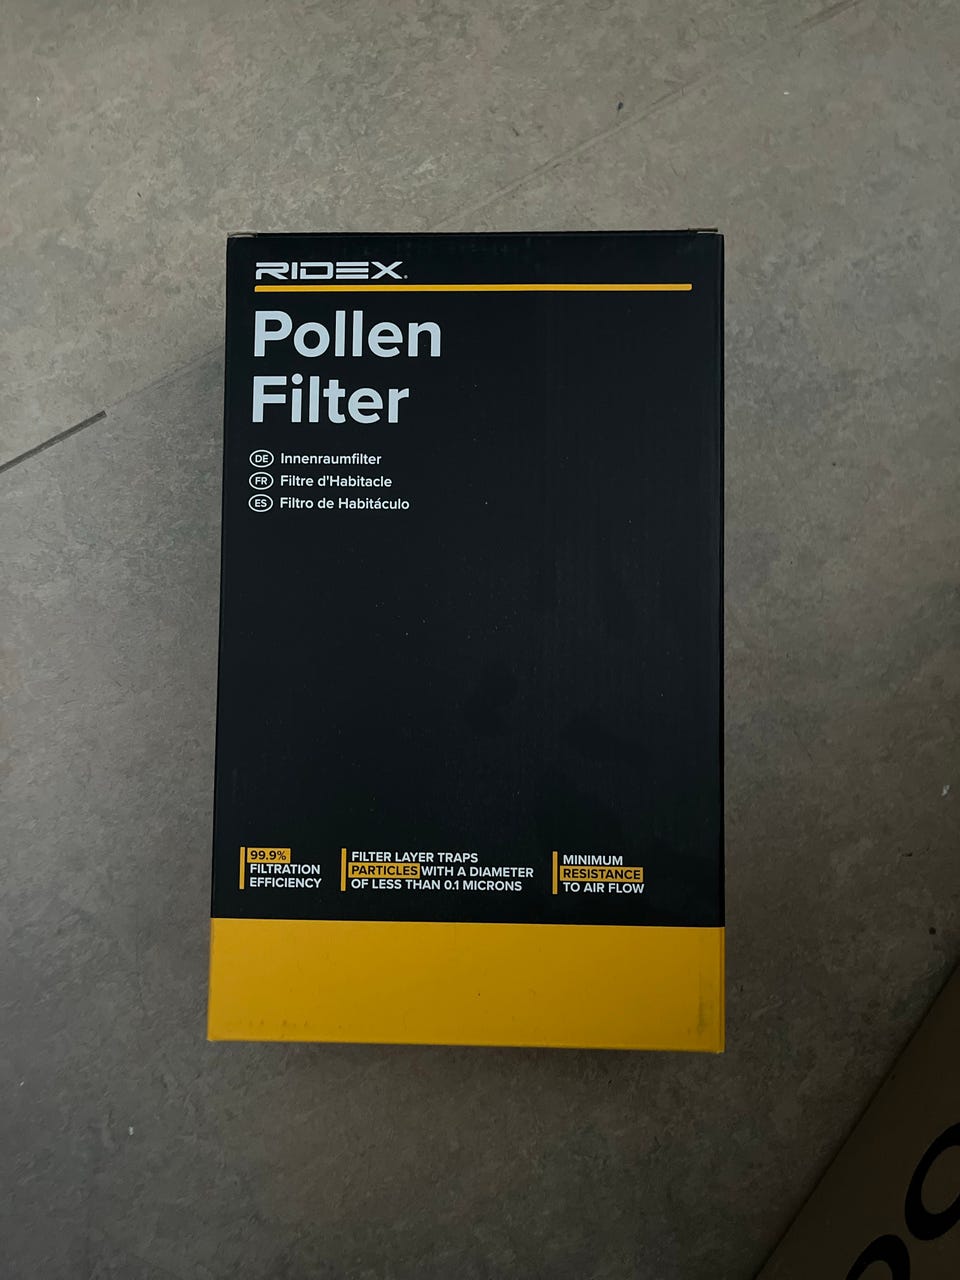 RIDEX.
Pollen
Filter
DE Innenraumfilter
FR Filtre d'Habitacle
ES Filtro de Habitáculo
99.9%
FILTRATION
EFFICIENCY
FILTER LAYER TRAPS
PARTICLES WITH A DIAMETER
OF LESS THAN 0.1 MICRONS
MINIMUM
RESISTANCE
TO AIR FLOW